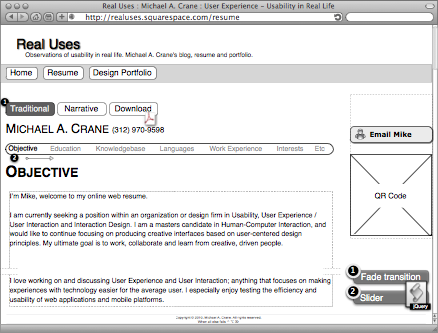 Real Uses : Michael A. Crane : User Experience – Usability in Real Life
http://realuses.squarespace.com/resume
Real Uses
Observations of usability in real life. Michael A. Crane's blog, resume and portfolio.
Home Resume Design Portfolio
1 Traditional Narrative Download
MICHAEL A. CRANE (312) 970-9598
Objective Education Knowledgebase Languages Work Experience Interests Etc
2
OBJECTIVE
I'm Mike, welcome to my online web resume.
I am currently seeking a position within an organization or design firm in Usability, User Experience /
User Interaction and Interaction Design. I am a masters candidate in Human-Computer Interaction, and
would like to continue focusing on producing creative interfaces based on user-centered design
principles. My ultimate goal is to work, collaborate and learn from creative, driven people.
I love working on and discussing User Experience and User Interaction; anything that focuses on making
experiences with technology easier for the average user. I especially enjoy testing the efficiency and
usability of web applications and mobile platforms.
Email Mike
QR Code
1 Fade transition
2 Slider
jQuery